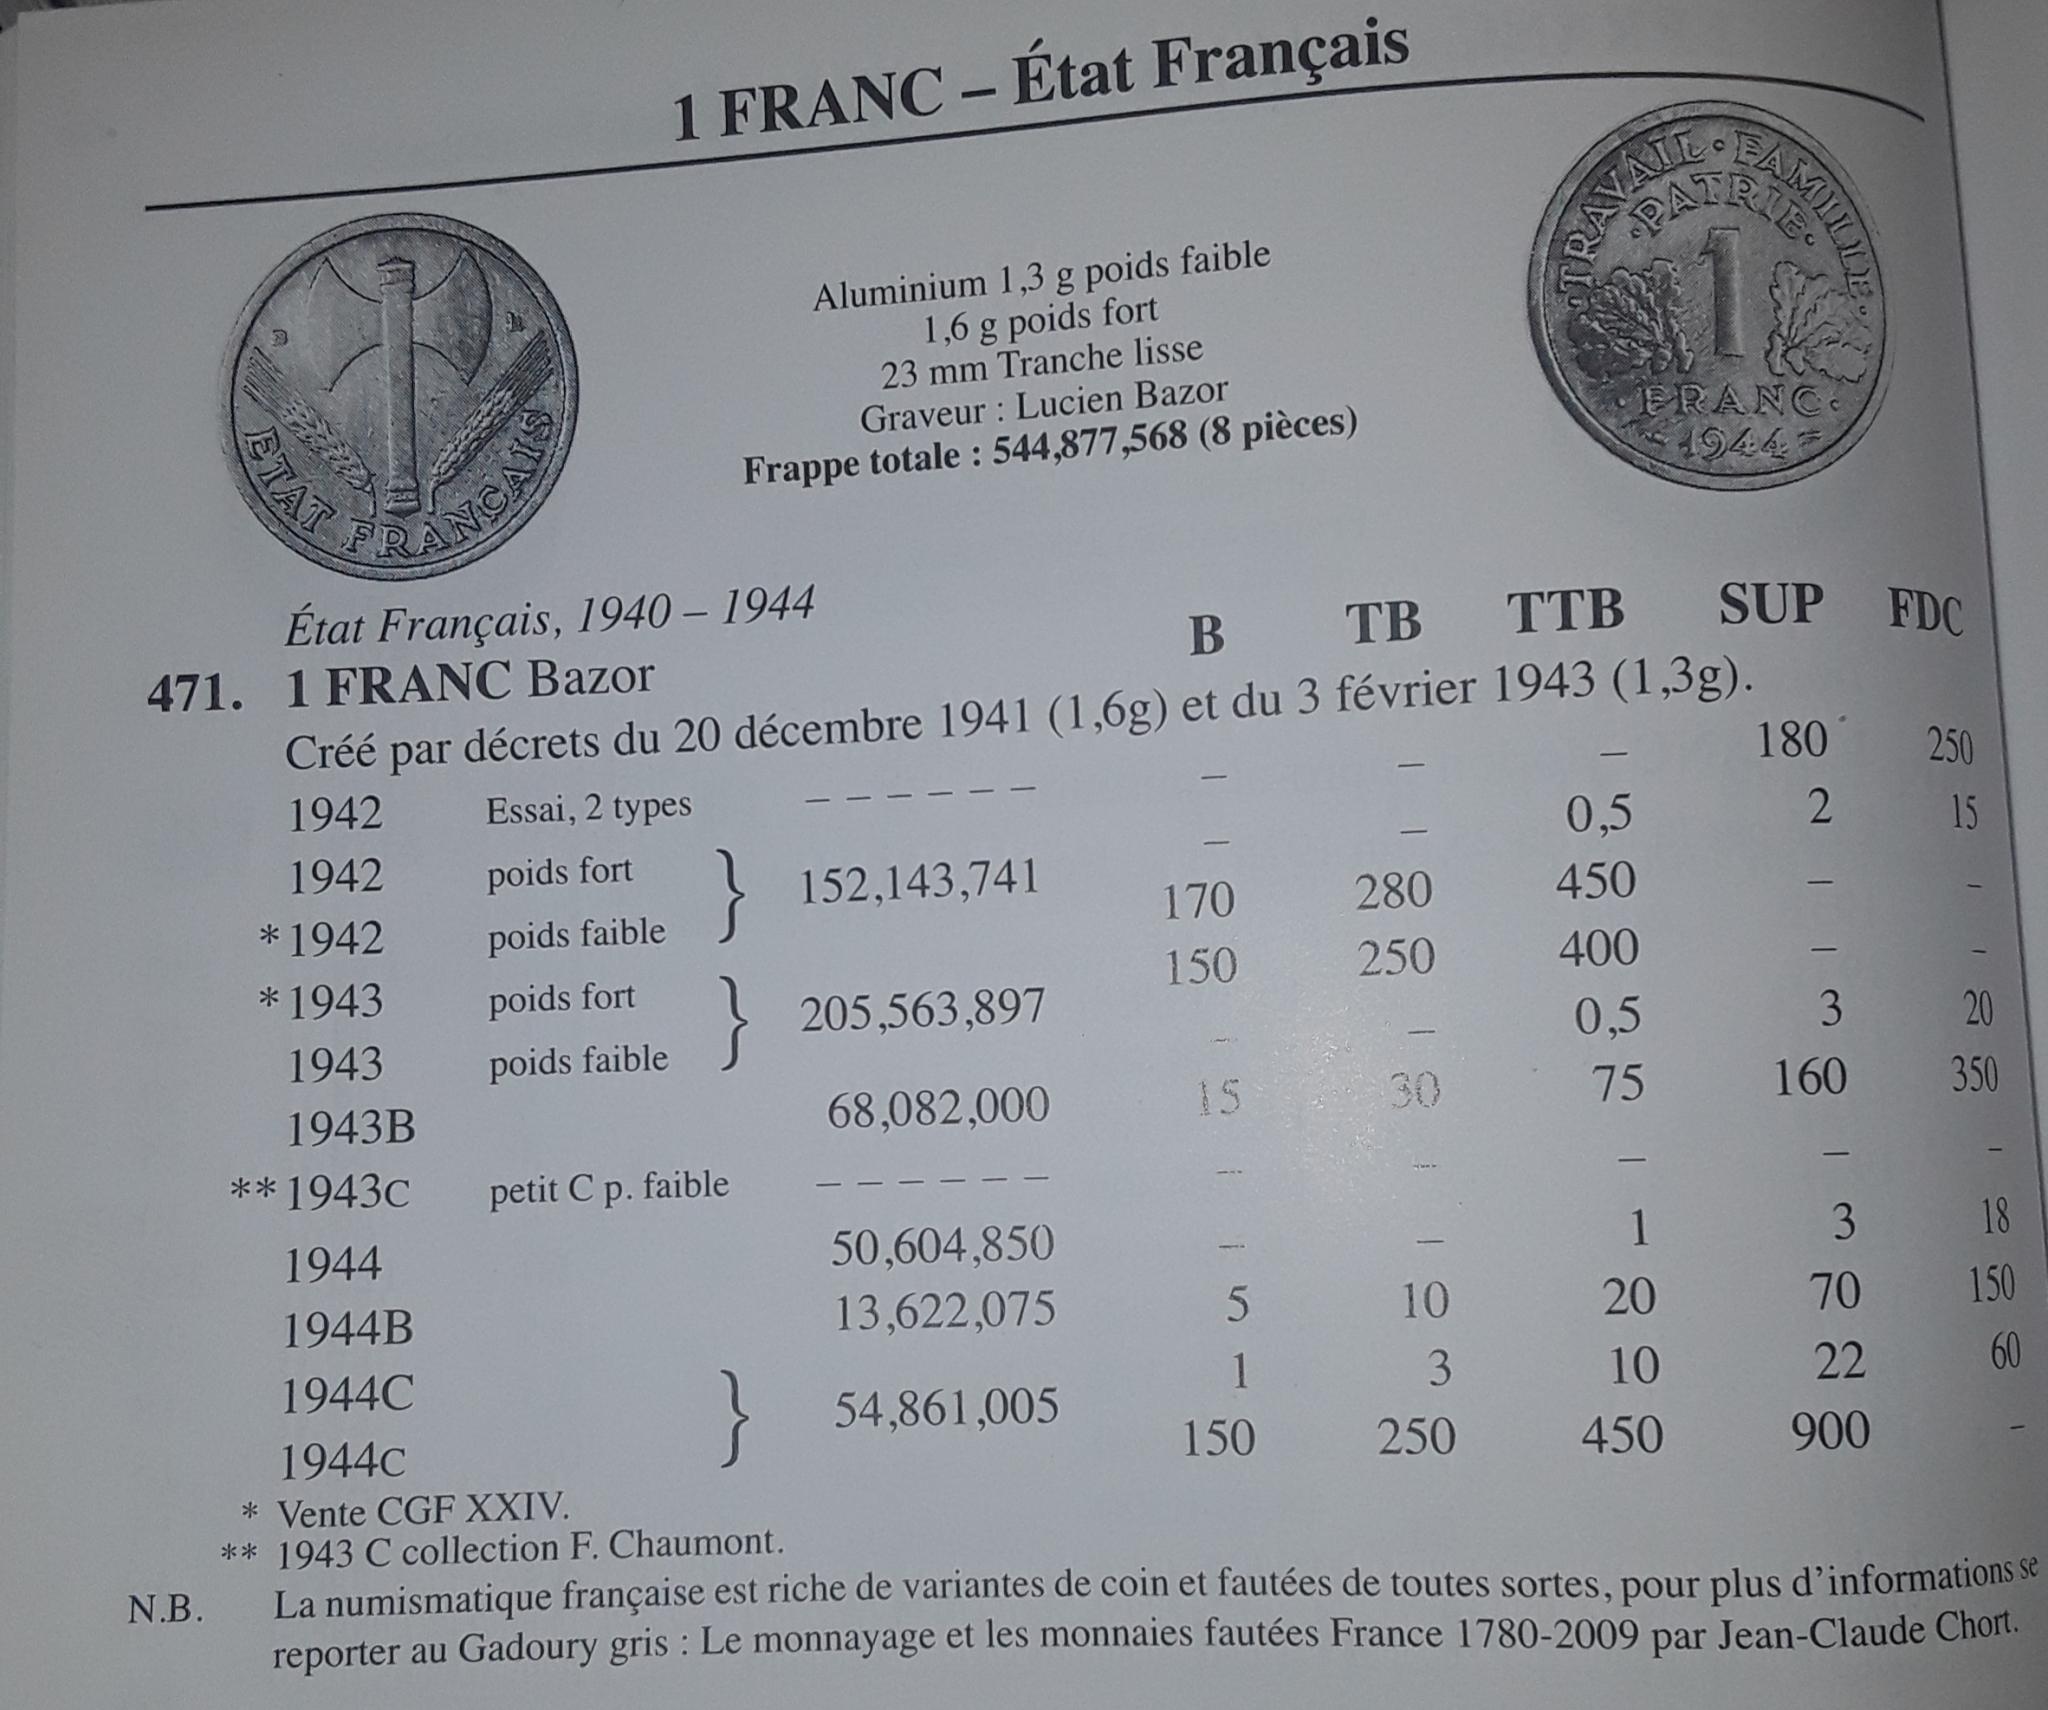 1 FRANC – État Français
TRAVAIL · FAMILLE
· PATRIE ·
1
· FRANC ·
1944
ETAT FRANÇAIS
Aluminium 1,3 g poids faible
1,6 g poids fort
23 mm Tranche lisse
Graveur : Lucien Bazor
Frappe totale : 544,877,568 (8 pièces)
État Français, 1940 – 1944 B TB TTB SUP FDC
471. 1 FRANC Bazor
Créé par décrets du 20 décembre 1941 (1,6g) et du 3 février 1943 (1,3g).
1942 Essai, 2 types – – – – – – – – – 180 250
1942 poids fort } 152,143,741 – – 0,5 2 15
* 1942 poids faible 170 280 450 – -
* 1943 poids fort } 205,563,897 150 250 400 – -
1943 poids faible – – 0,5 3 20
1943B 68,082,000 15 30 75 160 350
** 1943C petit C p. faible – – – – – – – – – – -
1944 50,604,850 – – 1 3 18
1944B 13,622,075 5 10 20 70 150
1944C } 54,861,005 1 3 10 22 60
1944c 150 250 450 900 -
* Vente CGF XXIV.
** 1943 C collection F. Chaumont.
N.B. La numismatique française est riche de variantes de coin et fautées de toutes sortes, pour plus d'informations se
reporter au Gadoury gris : Le monnayage et les monnaies fautées France 1780-2009 par Jean-Claude Chort.